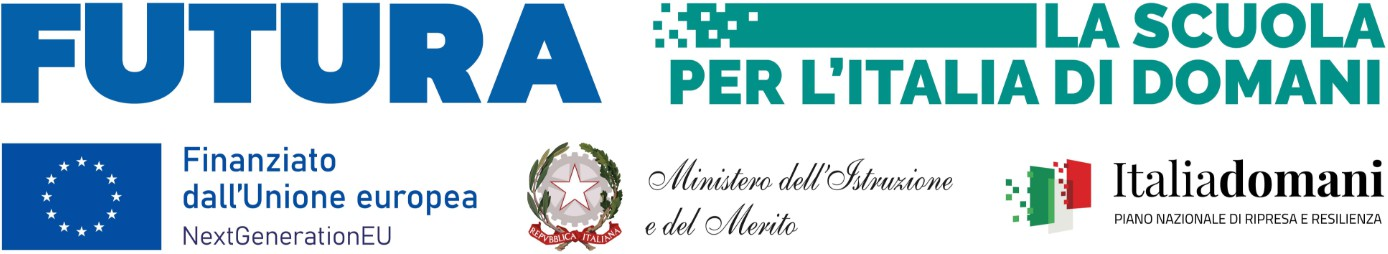 FUTURA
LA SCUOLA
PER L'ITALIA DI DOMANI
Finanziato
dall'Unione europea
NextGenerationEU
REPVBBLICA ITALIANA
Ministero dell'Istruzione
e del Merito
Italiadomani
PIANO NAZIONALE DI RIPRESA E RESILIENZA